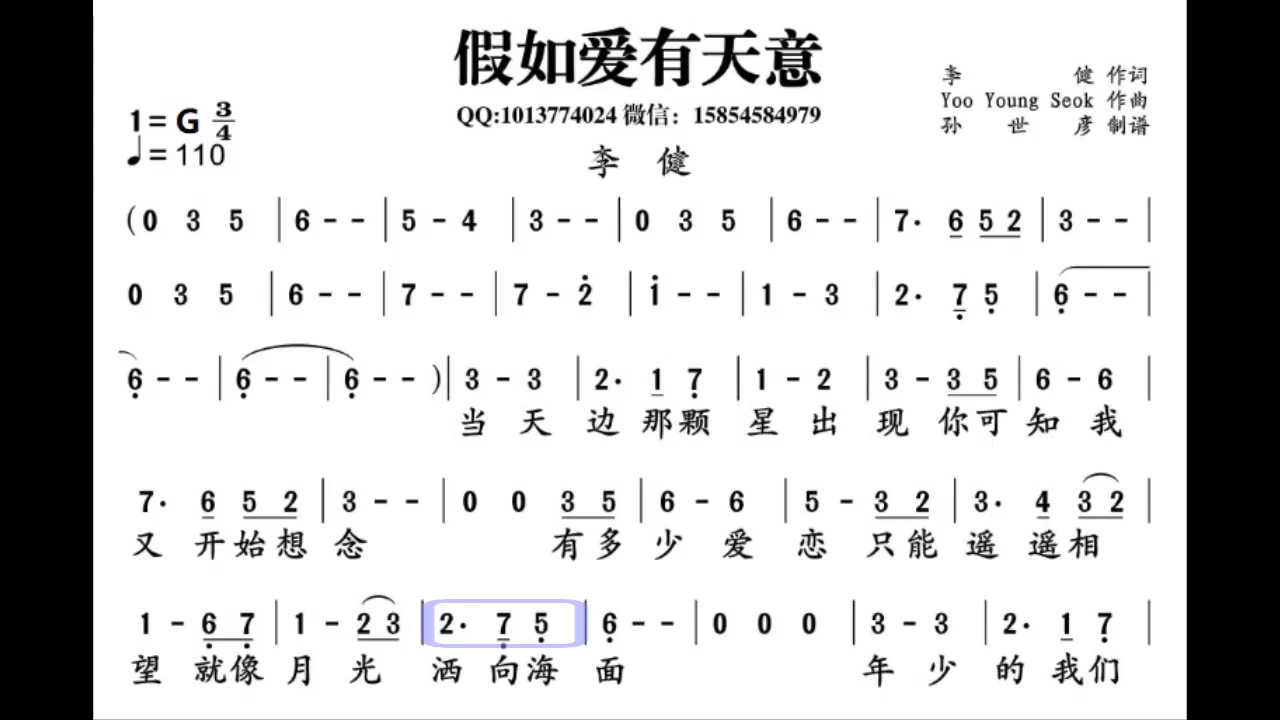 假如爱有天意
李 健 作词
1=G 3/4
QQ:1013774024 微信：15854584979
Yoo Young Seok 作曲
♩=110
孙 世 彦 制谱
李 健
(0 3 5 | 6 - - | 5 - 4 | 3 - - | 0 3 5 | 6 - - | 7· 6 5 2 | 3 - - |
0 3 5 | 6 - - | 7 - - | 7 - 2̇ | 1̇ - - | 1 - 3 | 2· 7̣ 5̣ | 6̣ - - |
6̣ - - | 6̣ - - | 6̣ - - )| 3 - 3 | 2· 1 7̣ | 1 - 2 | 3 - 3 5 | 6 - 6 |
当 天 边 那颗 星 出 现 你可 知 我
7· 6 5 2 | 3 - - | 0 0 3 5 | 6 - 6 | 5 - 3 2 | 3· 4 3 2 |
又 开始想 念 有多 少 爱 恋 只能 遥 遥相
1 - 6̣ 7̣ | 1 - 2 3 | 2· 7̣ 5̣ | 6̣ - - | 0 0 0 | 3 - 3 | 2· 1 7̣ |
望 就像 月 光 洒 向海 面 年 少 的 我们